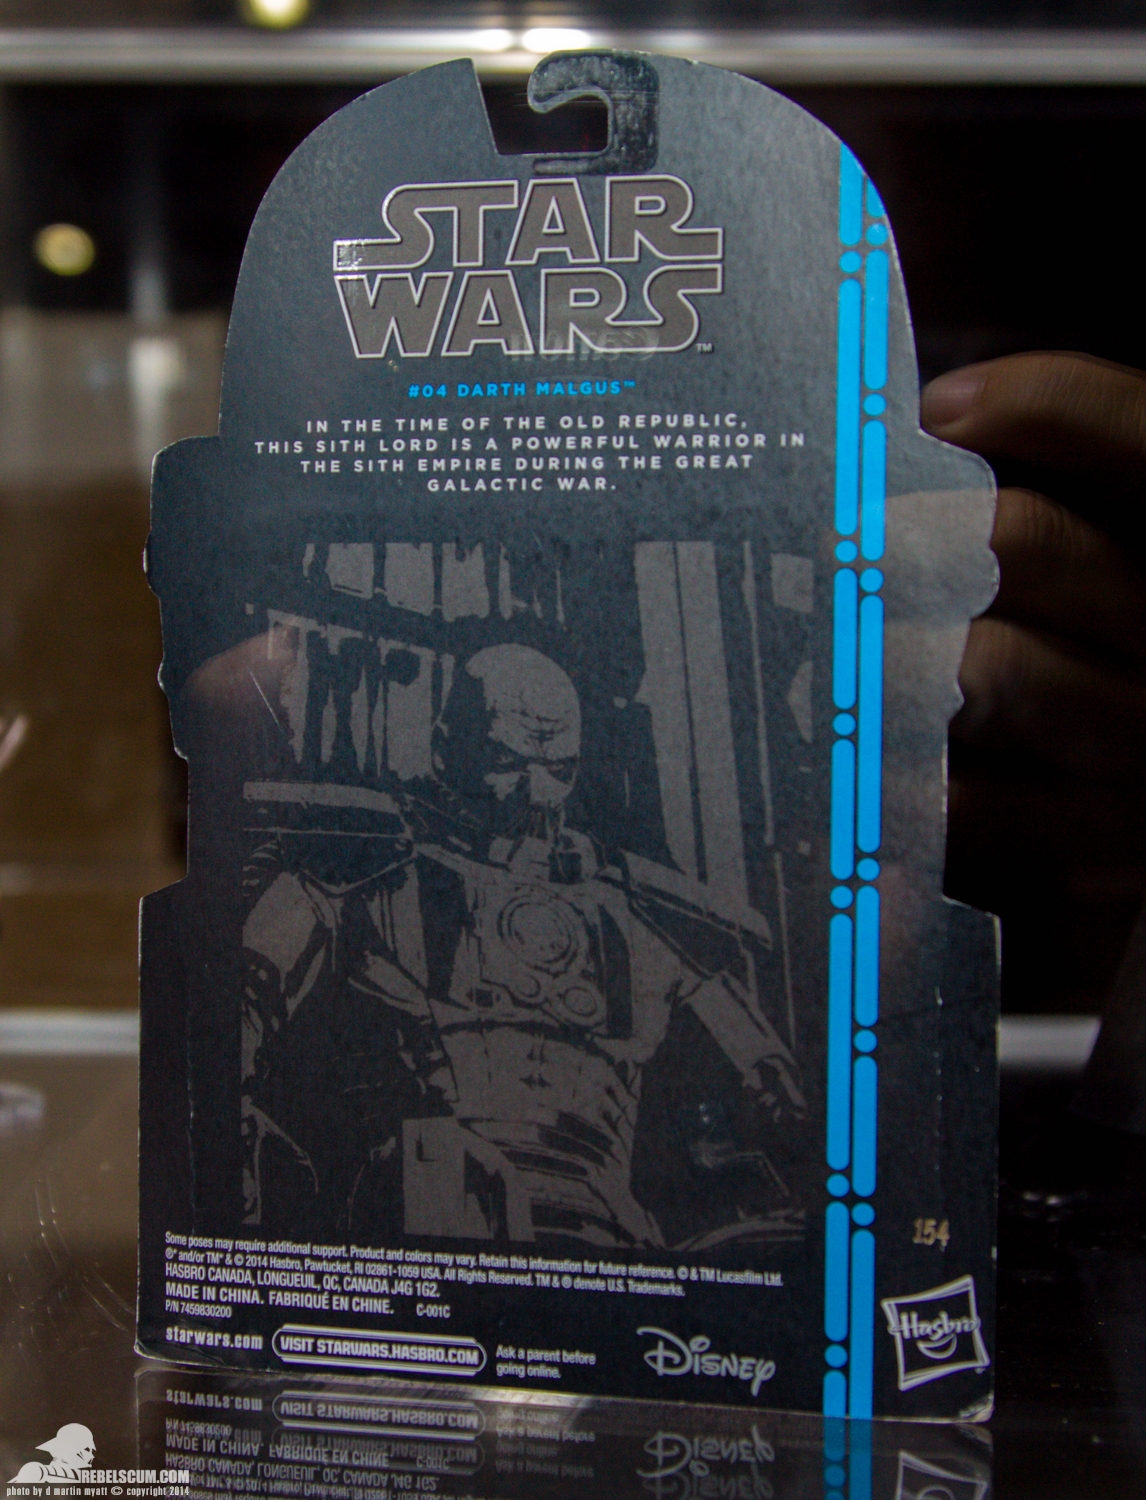 STAR
WARS™
#04 DARTH MALGUS™
IN THE TIME OF THE OLD REPUBLIC,
THIS SITH LORD IS A POWERFUL WARRIOR IN
THE SITH EMPIRE DURING THE GREAT
GALACTIC WAR.
154
Some poses may require additional support. Product and colors may vary. Retain this information for future reference. © & TM Lucasfilm Ltd.
®* and/or TM* & © 2014 Hasbro, Pawtucket, RI 02861-1059 USA. All Rights Reserved. TM & ® denote U.S. Trademarks.
HASBRO CANADA, LONGUEUIL, QC, CANADA J4G 1G2.
MADE IN CHINA. FABRIQUÉ EN CHINE. C-001C
P/N 7459830200
starwars.com VISIT STARWARS.HASBRO.COM Ask a parent before
going online.
DISNEY
Hasbro
REBELSCUM.COM
photo by d martin myatt © copyright 2014